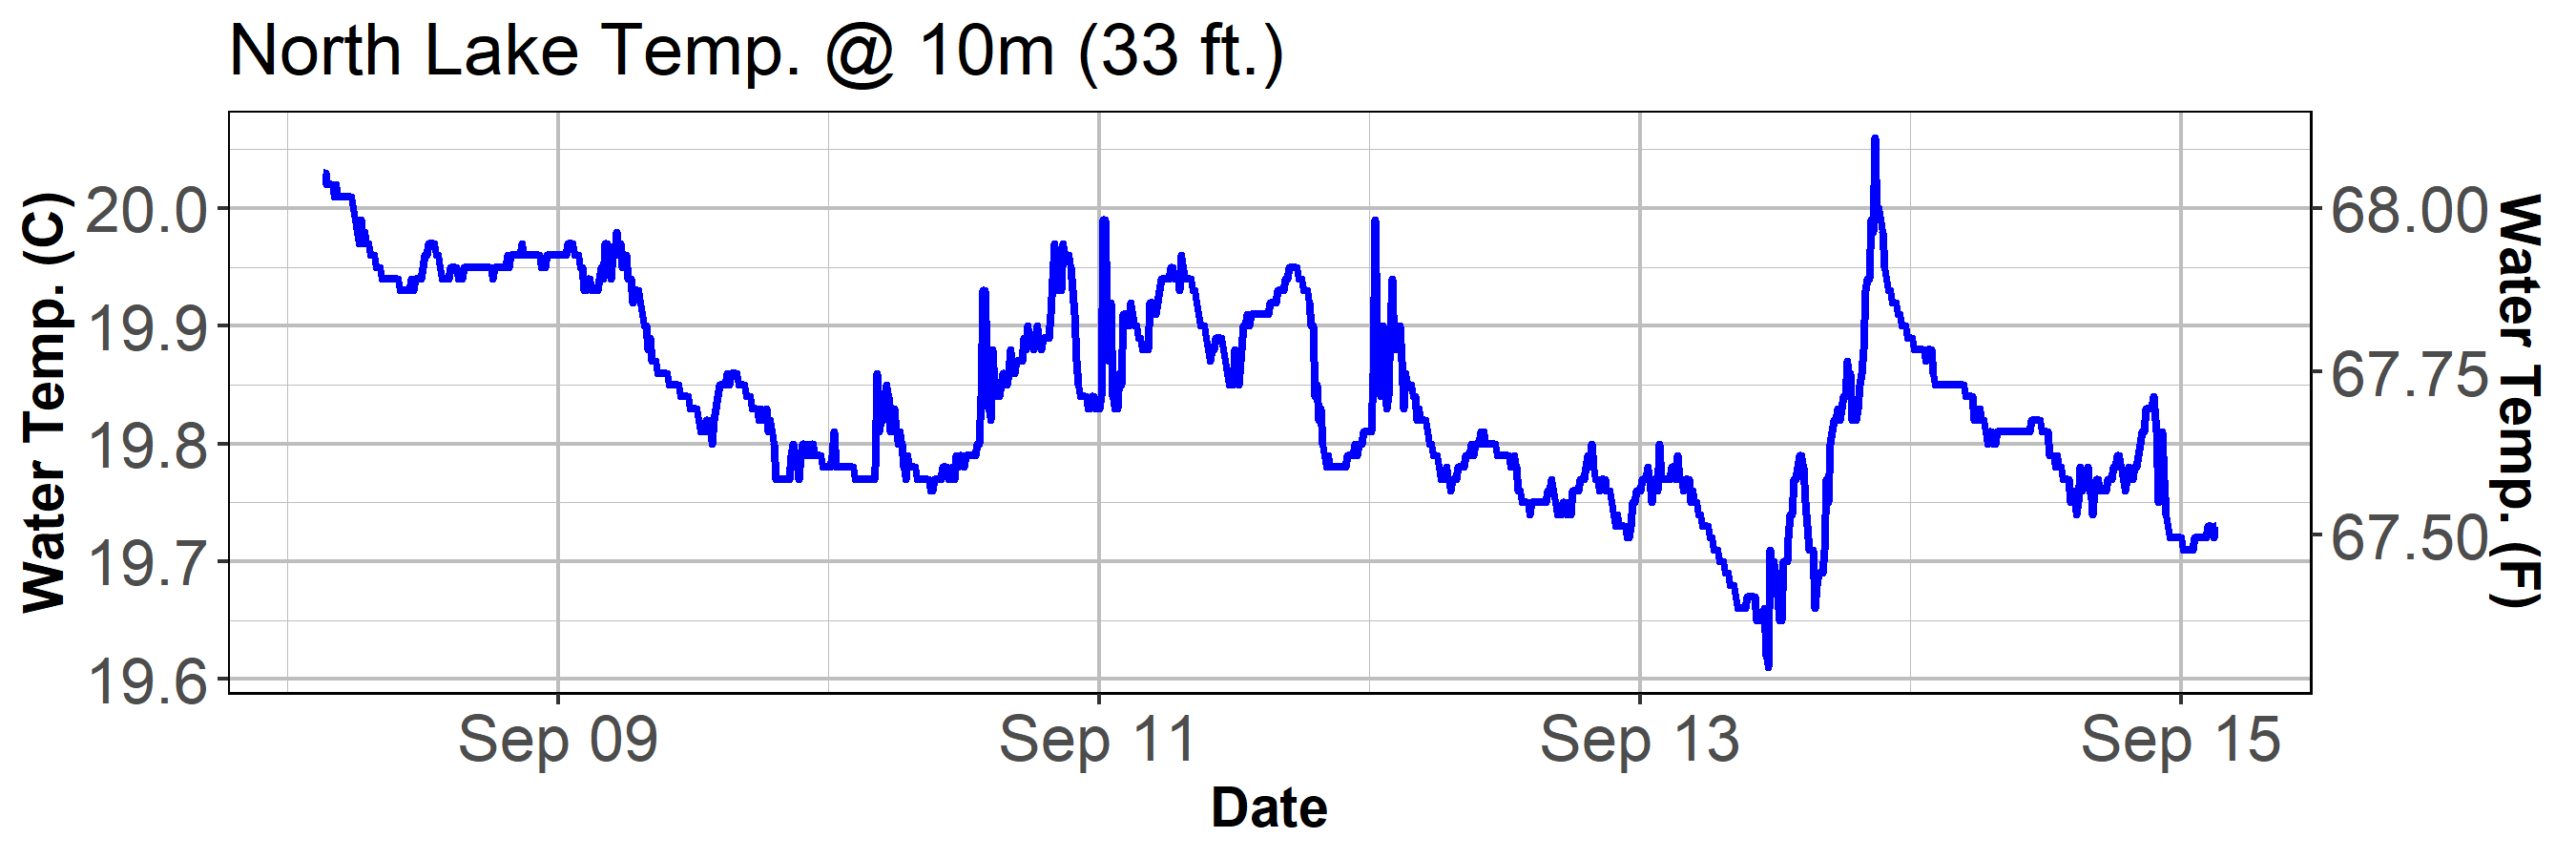 North Lake Temp. @ 10m (33 ft.)
Water Temp. (C)
20.0
19.9
19.8
19.7
19.6
68.00
67.75
67.50
Water Temp. (F)
Sep 09
Sep 11
Sep 13
Sep 15
Date